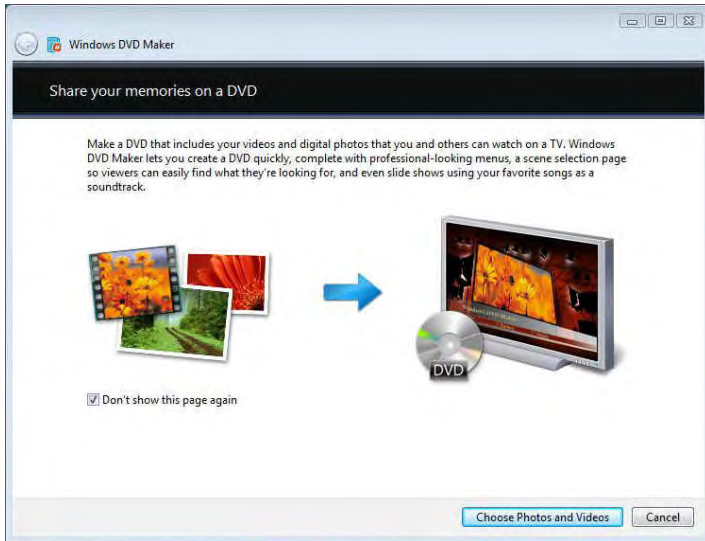 Windows DVD Maker
Share your memories on a DVD
Make a DVD that includes your videos and digital photos that you and others can watch on a TV. Windows
DVD Maker lets you create a DVD quickly, complete with professional-looking menus, a scene selection page
so viewers can easily find what they're looking for, and even slide shows using your favorite songs as a
soundtrack.
DVD
Don't show this page again
Choose Photos and Videos Cancel